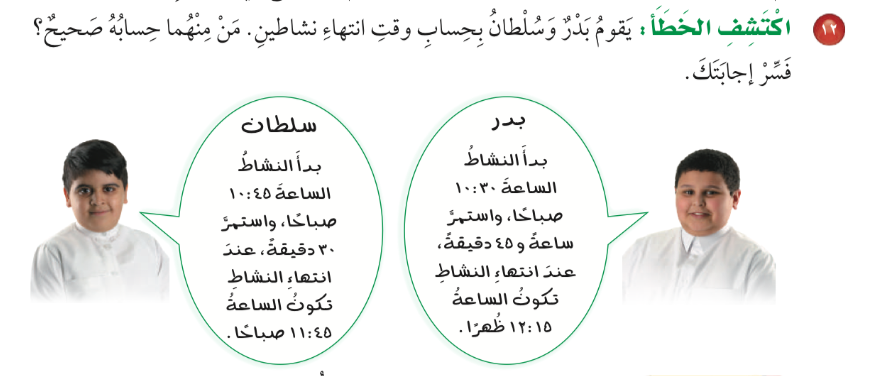 ١٢ اكْتَشِفِ الخَطَأَ: يَقومُ بَدْرٌ وَسُلْطانُ بِحِسابِ وقتِ انتهاءِ نشاطينِ. مَنْ مِنْهُما حِسابُهُ صَحيحٌ؟
فَسِّرْ إجابَتَكَ.
بدر
بدأَ النشاطُ
الساعةَ ١٠:٣٠
صباحًا، واستمرَّ
ساعةً و ٤٥ دقيقةً،
عندَ انتهاءِ النشاطِ
تكونُ الساعةُ
١٢:١٥ ظُهرًا.
سلطان
بدأَ النشاطُ
الساعةَ ١٠:٤٥
صباحًا، واستمرَّ
٣٠ دقيقةً، عندَ
انتهاءِ النشاطِ
تكونُ الساعةُ
١١:٤٥ صباحًا.